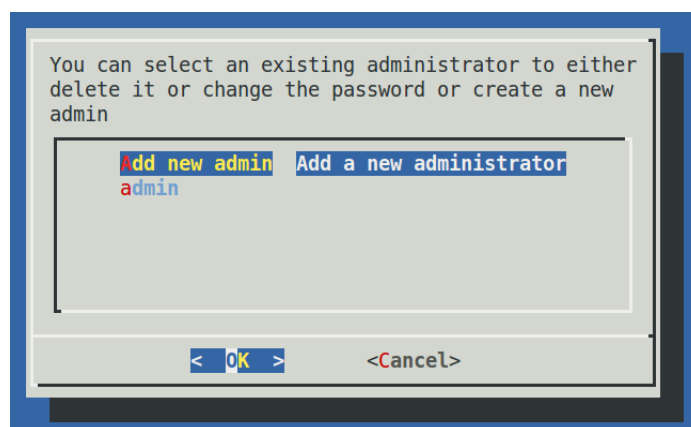 You can select an existing administrator to either
delete it or change the password or create a new
admin
Add new admin  Add a new administrator
admin
<  OK  >  <Cancel>